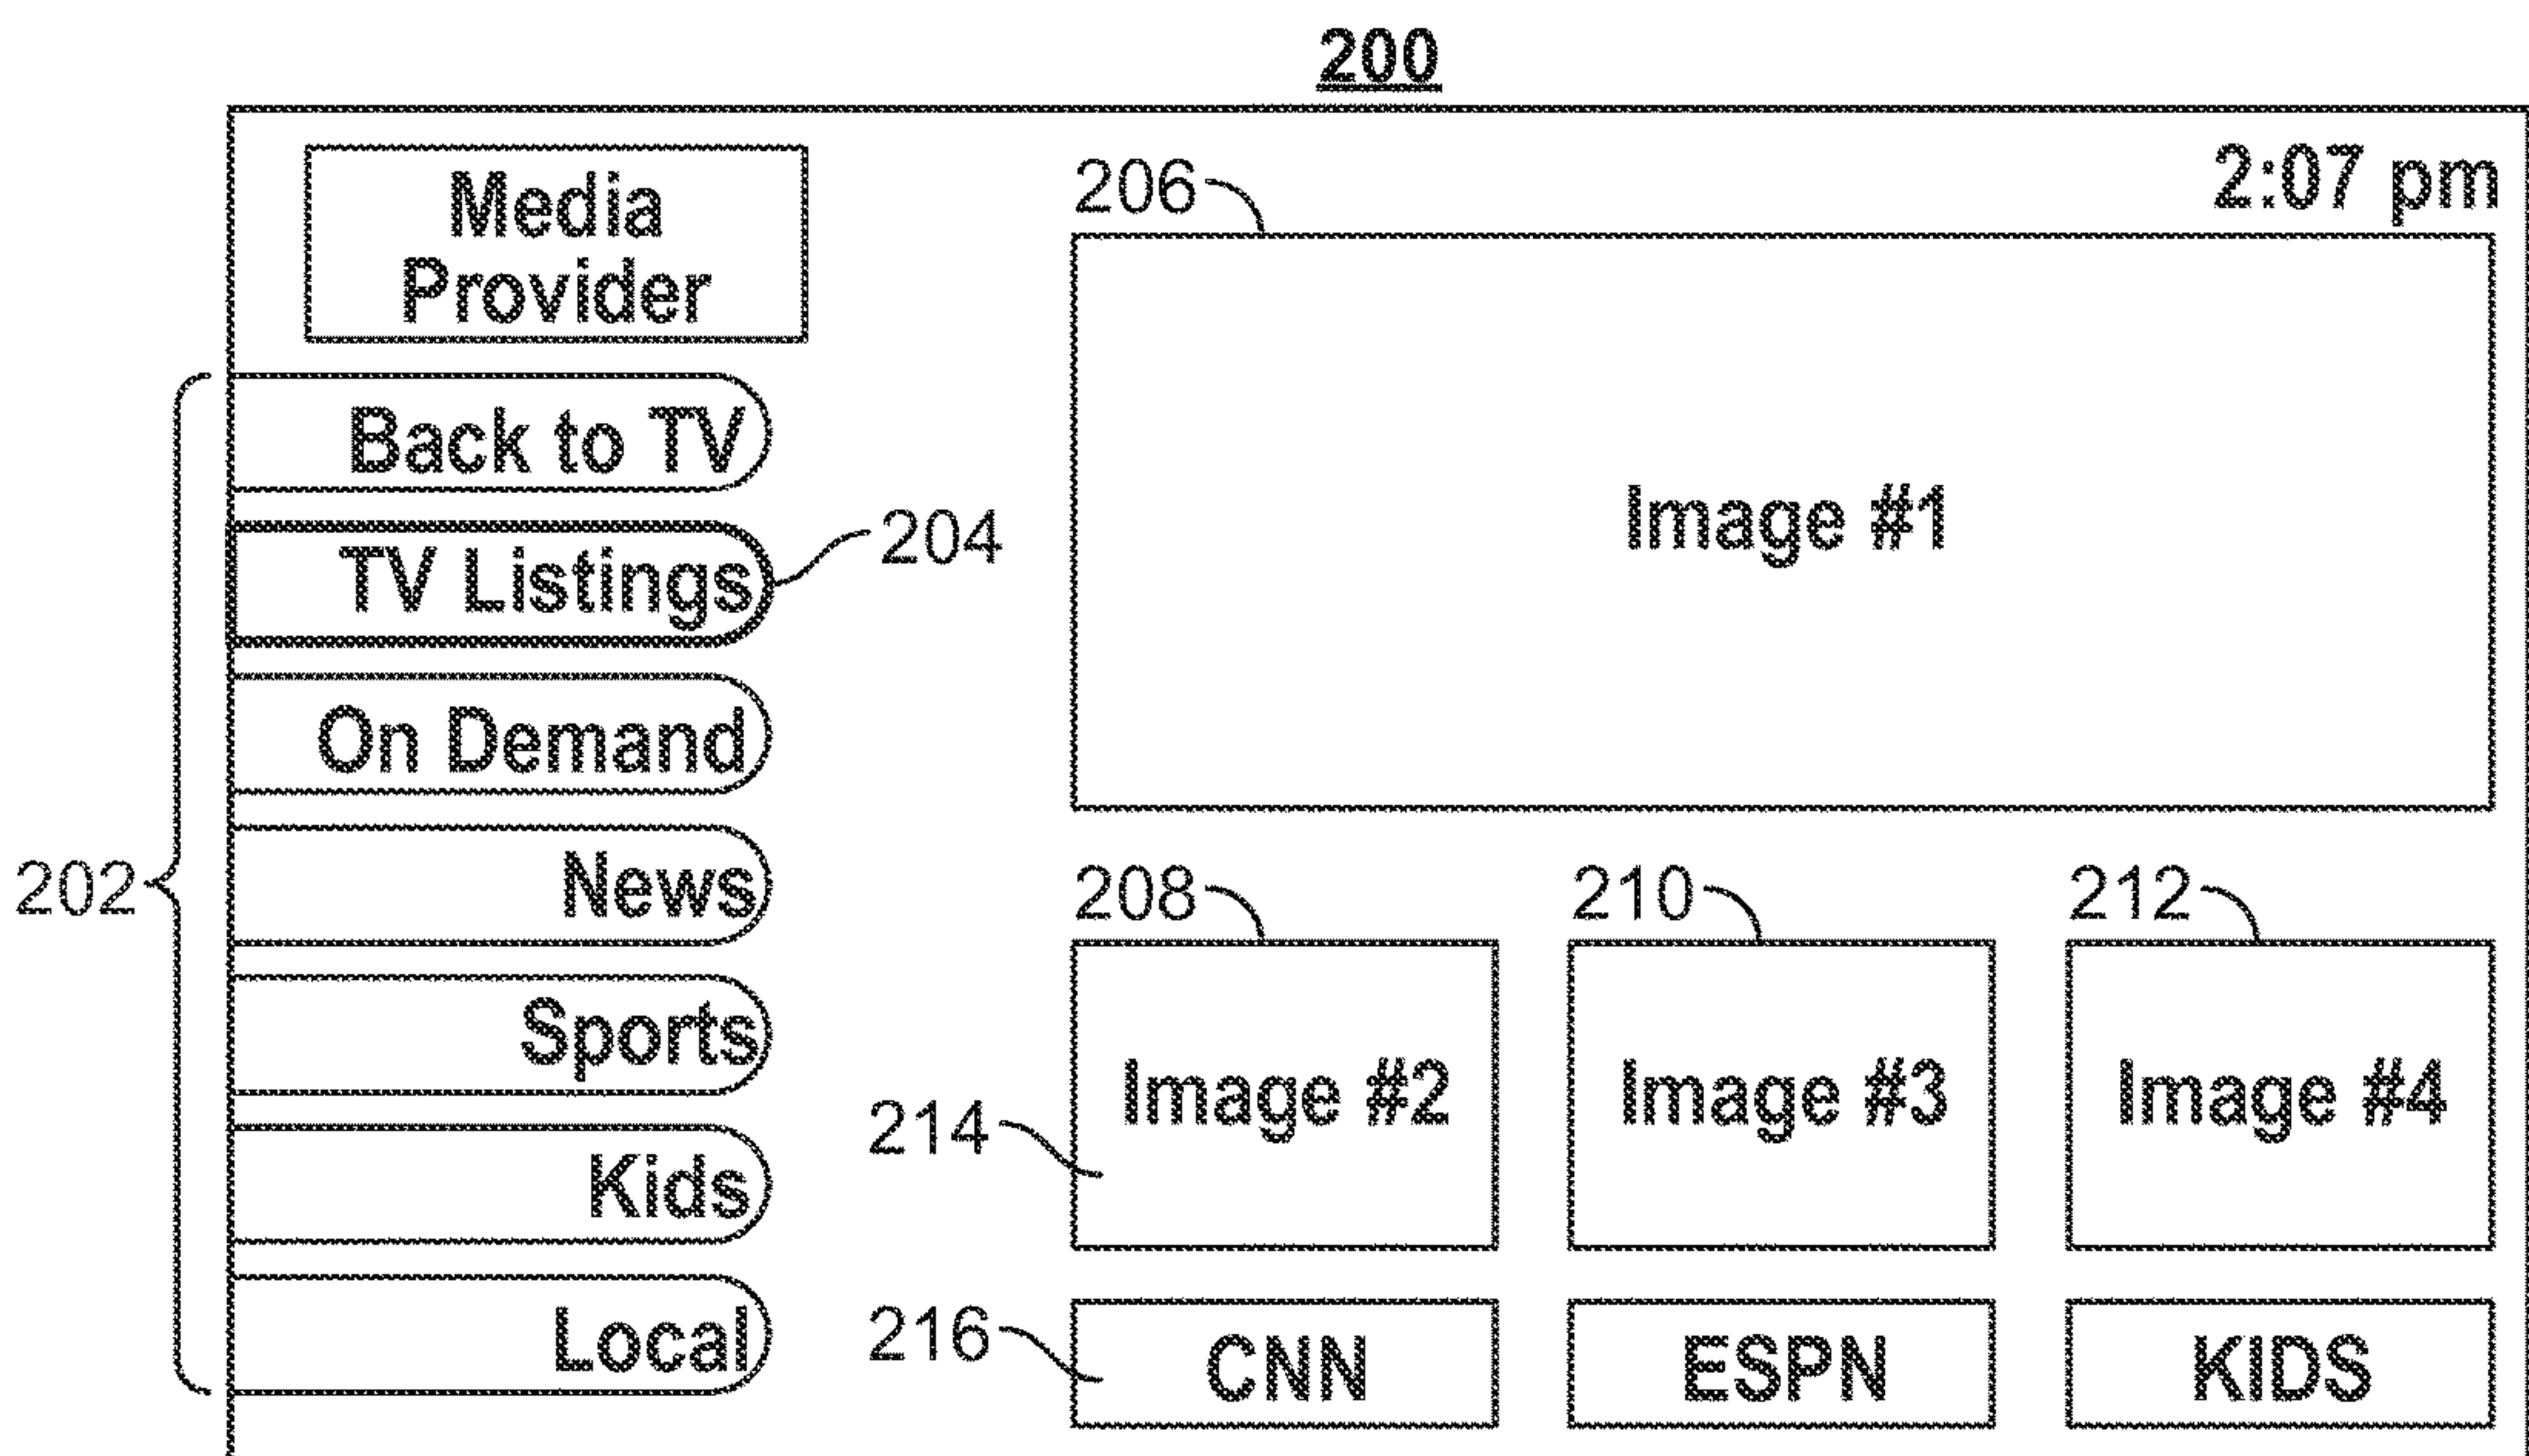 200
Media
Provider
2:07 pm
206
Image #1
202
Back to TV
TV Listings
204
On Demand
News
Sports
Kids
Local
208
210
212
Image #2
Image #3
Image #4
214
216
CNN
ESPN
KIDS